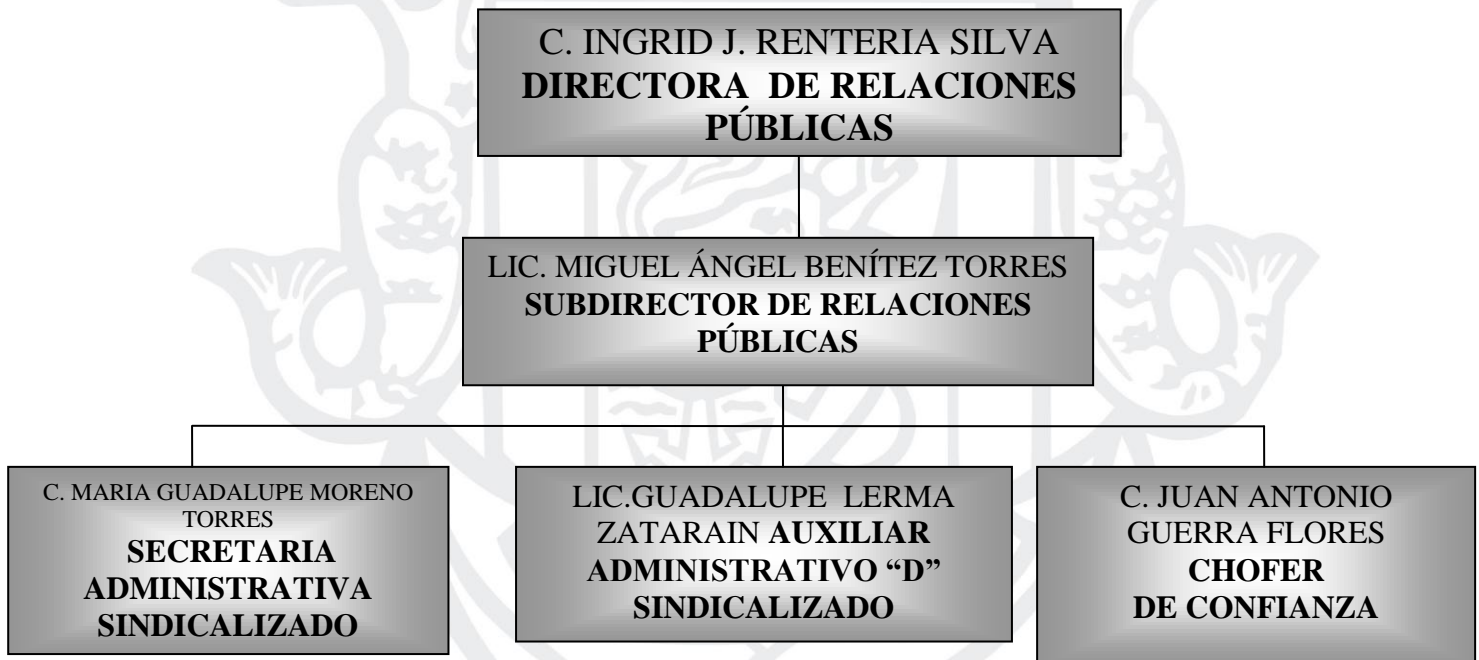 C. INGRID J. RENTERIA SILVA
DIRECTORA DE RELACIONES
PÚBLICAS
LIC. MIGUEL ÁNGEL BENÍTEZ TORRES
SUBDIRECTOR DE RELACIONES
PÚBLICAS
C. MARIA GUADALUPE MORENO
TORRES
SECRETARIA
ADMINISTRATIVA
SINDICALIZADO
LIC.GUADALUPE LERMA
ZATARAIN AUXILIAR
ADMINISTRATIVO “D”
SINDICALIZADO
C. JUAN ANTONIO
GUERRA FLORES
CHOFER
DE CONFIANZA